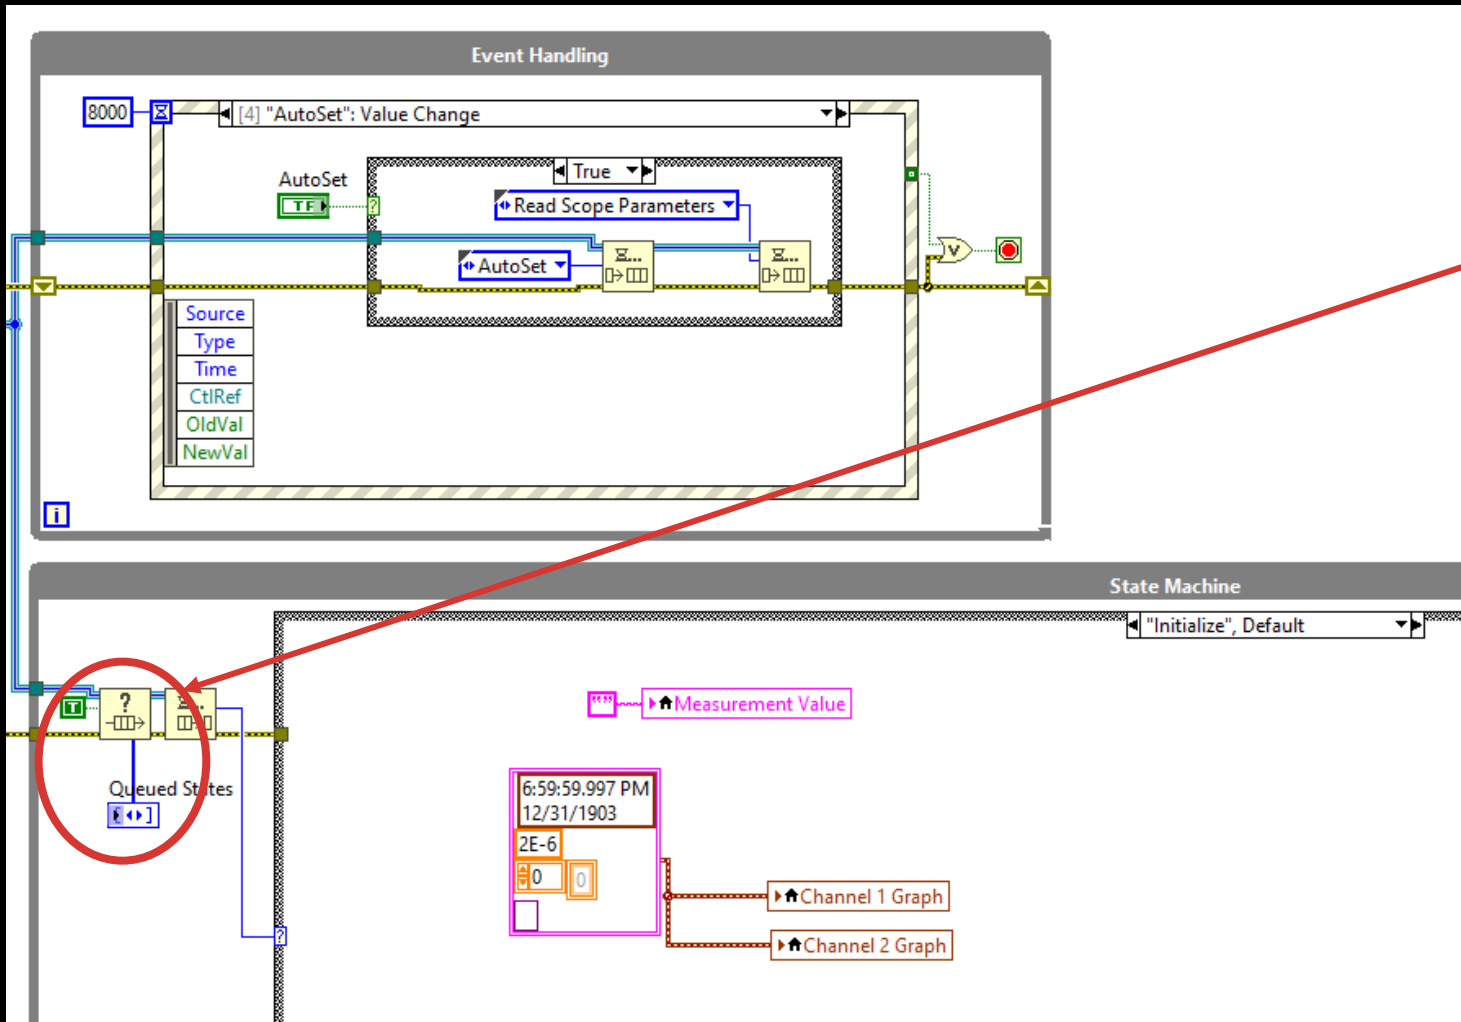 Event Handling
8000
[4] "AutoSet": Value Change
True
AutoSet
TF
?
Read Scope Parameters
AutoSet
v
Source
Type
Time
CtlRef
OldVal
NewVal
i
State Machine
"Initialize", Default
T
?
""
Measurement Value
Queued States
6:59:59.997 PM
12/31/1903
2E-6
0
0
Channel 1 Graph
?
Channel 2 Graph